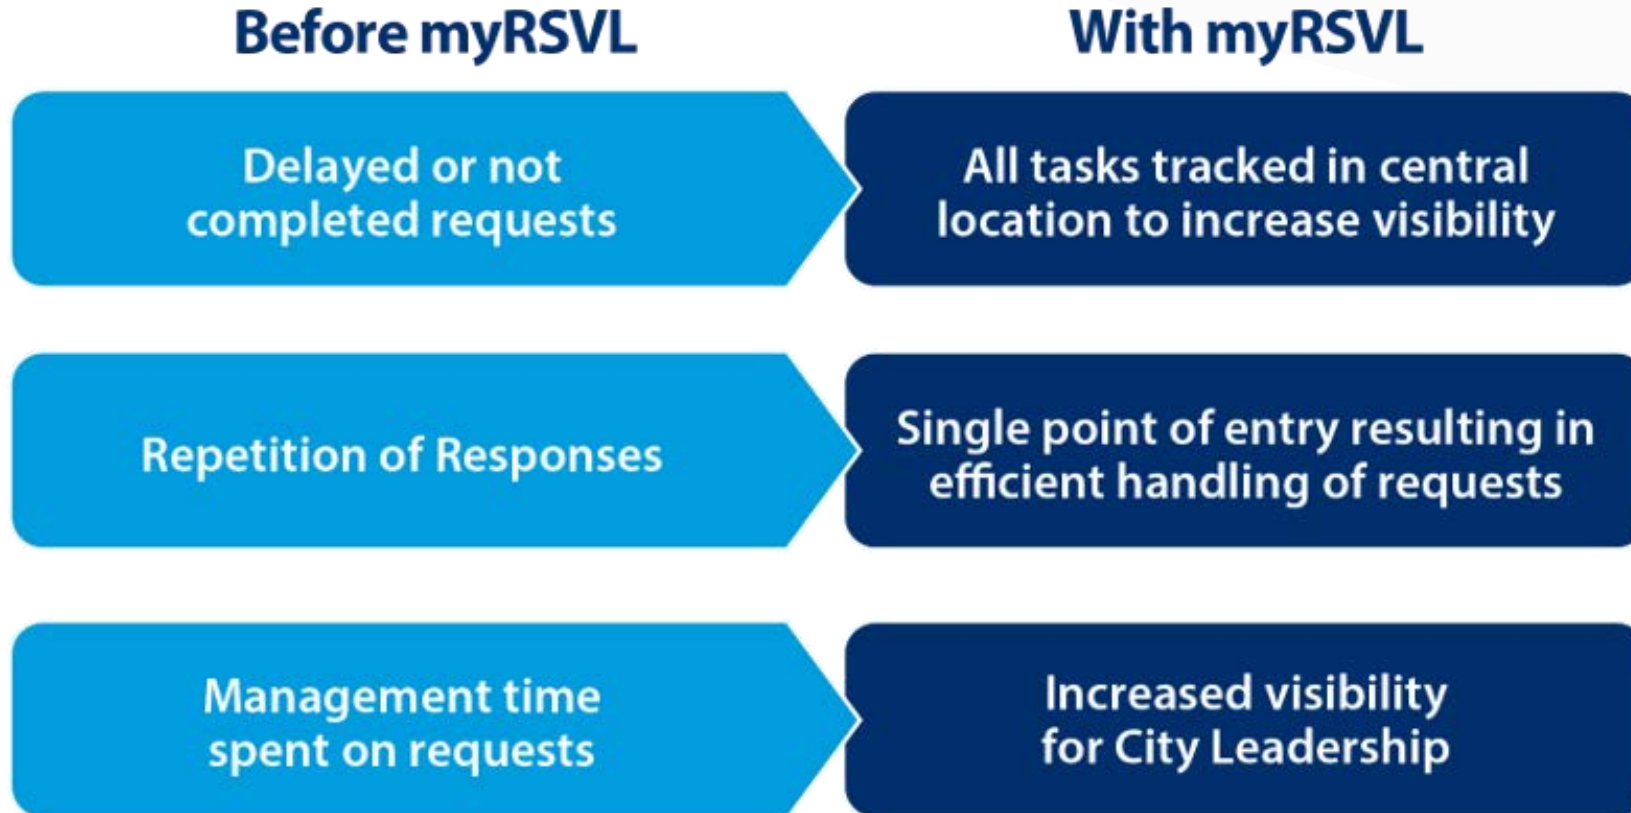 Before myRSVL
With myRSVL
Delayed or not
completed requests
All tasks tracked in central
location to increase visibility
Repetition of Responses
Single point of entry resulting in
efficient handling of requests
Management time
spent on requests
Increased visibility
for City Leadership